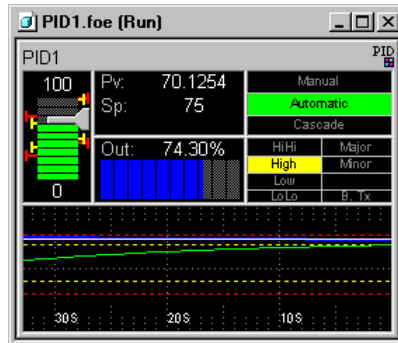 PID1.foe (Run)
PID1 PID
100 Pv: 70.1254 Manual
Sp: 75 Automatic
Cascade
Out: 74.30% HiHi Major
High Minor
Low
0 LoLo B. Tx
30S 20S 10S